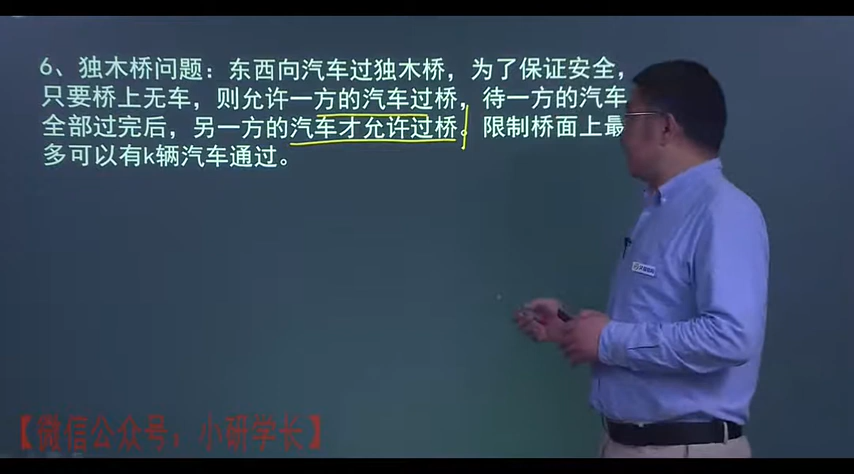 6、独木桥问题：东西向汽车过独木桥，为了保证安全，
只要桥上无车，则允许一方的汽车过桥，待一方的汽车
全部过完后，另一方的汽车才允许过桥。限制桥面上最
多可以有k辆汽车通过。
【微信公众号：小研学长】